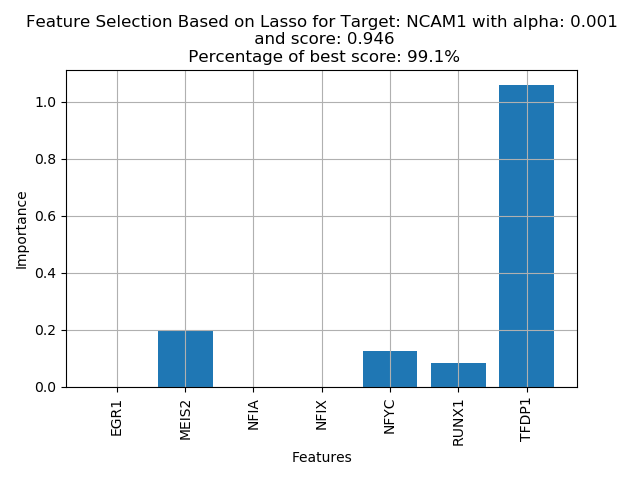 Feature Selection Based on Lasso for Target: NCAM1 with alpha: 0.001
and score: 0.946
Percentage of best score: 99.1%
Importance
1.0
0.8
0.6
0.4
0.2
0.0
EGR1
MEIS2
NFIA
NFIX
NFYC
RUNX1
TFDP1
Features